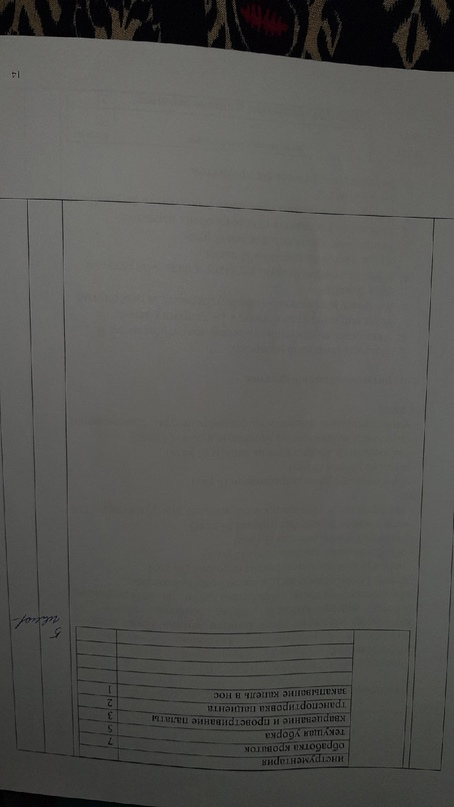 инструментария
обработка кроваток 7
текущая уборка 5
кварцевание и проветривание палаты 3
транспортировка пациента 2
закапывание капель в нос 1
5
14